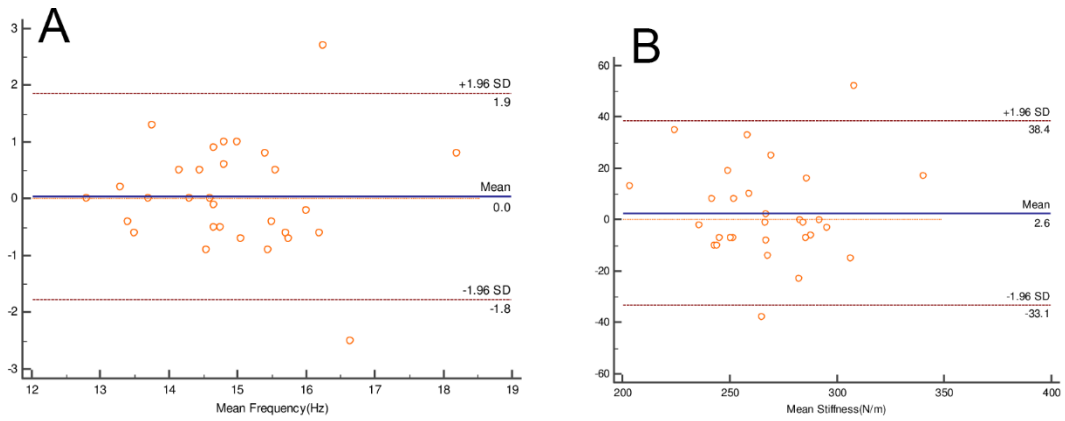 A
3
2
1
0
-1
-2
-3
+1.96 SD
1.9
Mean
0.0
-1.96 SD
-1.8
12 13 14 15 16 17 18 19
Mean Frequency(Hz)
B
60
40
20
0
-20
-40
-60
+1.96 SD
38.4
Mean
2.6
-1.96 SD
-33.1
200 250 300 350 400
Mean Stiffness(N/m)